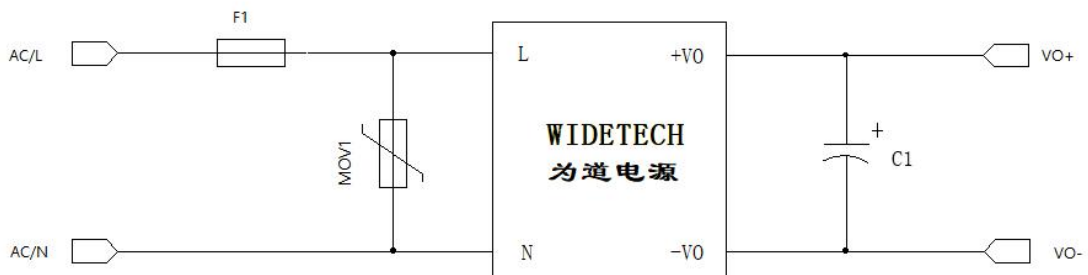 F1
AC/L
L
+VO
VO+
MOV1
WIDETECH
为道电源
+
C1
AC/N
N
-VO
VO-